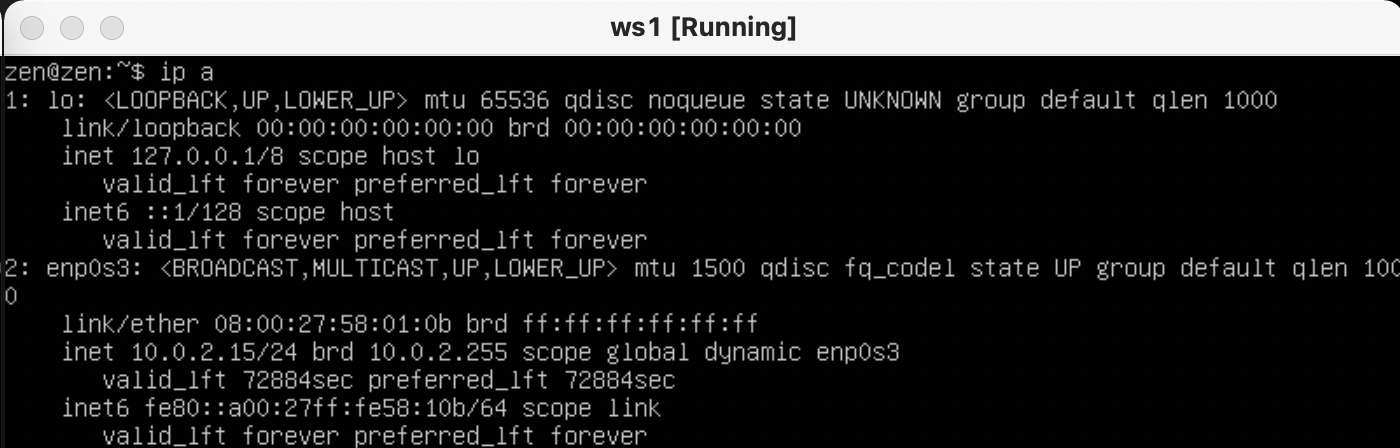 ws1 [Running]
zen@zen:~$ ip a
1: lo: <LOOPBACK,UP,LOWER_UP> mtu 65536 qdisc noqueue state UNKNOWN group default qlen 1000
    link/loopback 00:00:00:00:00:00 brd 00:00:00:00:00:00
    inet 127.0.0.1/8 scope host lo
       valid_lft forever preferred_lft forever
    inet6 ::1/128 scope host
       valid_lft forever preferred_lft forever
2: enp0s3: <BROADCAST,MULTICAST,UP,LOWER_UP> mtu 1500 qdisc fq_codel state UP group default qlen 100
0
    link/ether 08:00:27:58:01:0b brd ff:ff:ff:ff:ff:ff
    inet 10.0.2.15/24 brd 10.0.2.255 scope global dynamic enp0s3
       valid_lft 72884sec preferred_lft 72884sec
    inet6 fe80::a00:27ff:fe58:10b/64 scope link
       valid_lft forever preferred_lft forever